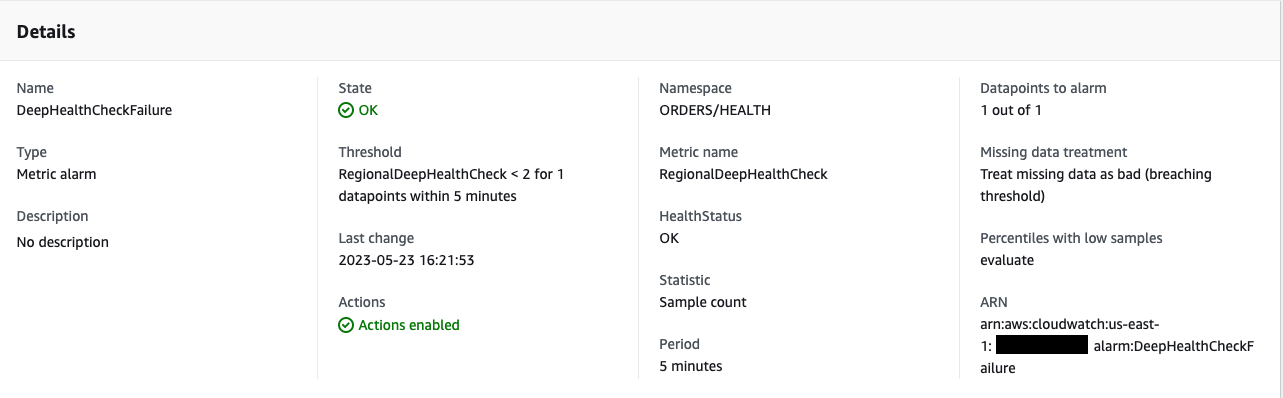 Details
Name
DeepHealthCheckFailure
Type
Metric alarm
Description
No description
State
OK
Threshold
RegionalDeepHealthCheck < 2 for 1
datapoints within 5 minutes
Last change
2023-05-23 16:21:53
Actions
Actions enabled
Namespace
ORDERS/HEALTH
Metric name
RegionalDeepHealthCheck
HealthStatus
OK
Statistic
Sample count
Period
5 minutes
Datapoints to alarm
1 out of 1
Missing data treatment
Treat missing data as bad (breaching
threshold)
Percentiles with low samples
evaluate
ARN
arn:aws:cloudwatch:us-east-
1: alarm:DeepHealthCheckF
ailure